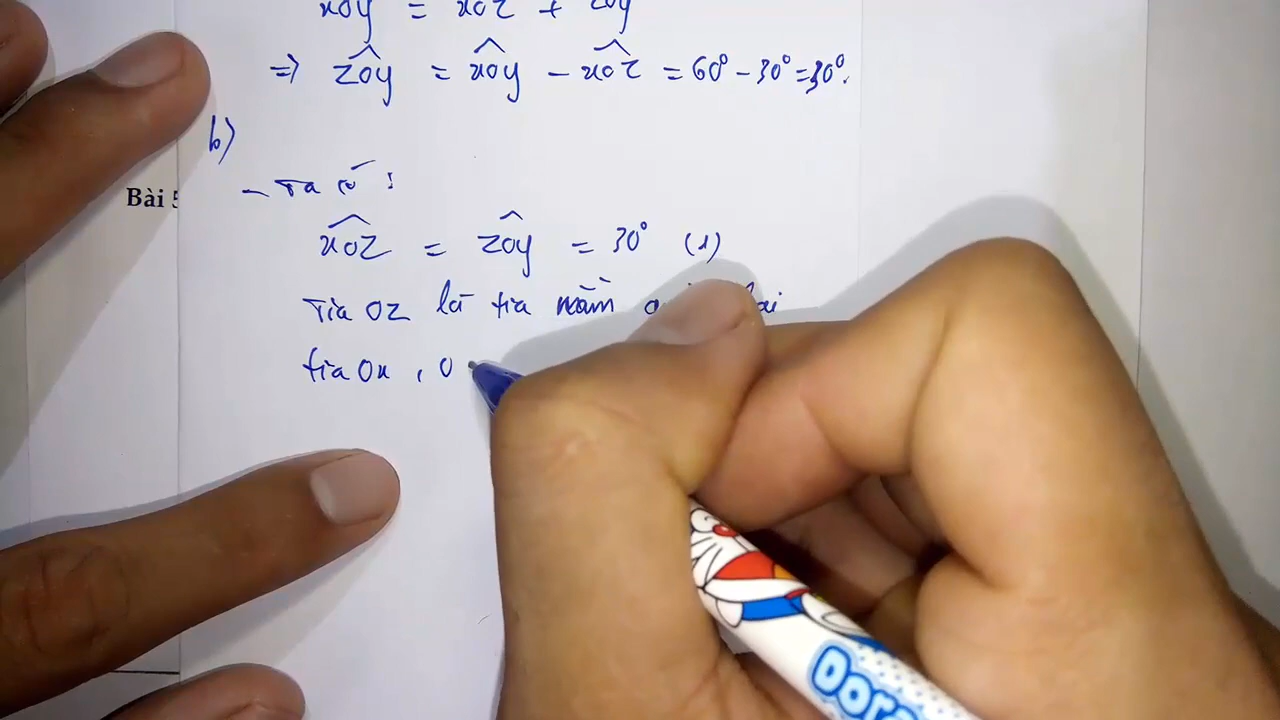 xOy = xOz + zOy
=> zOy = xOy - xOz = 60° - 30° = 30°.
b)
Bài 5
- Ta có :
xOz = zOy = 30° (1)
Tia Oz là tia nằm hai
tia Ox, O
Dora